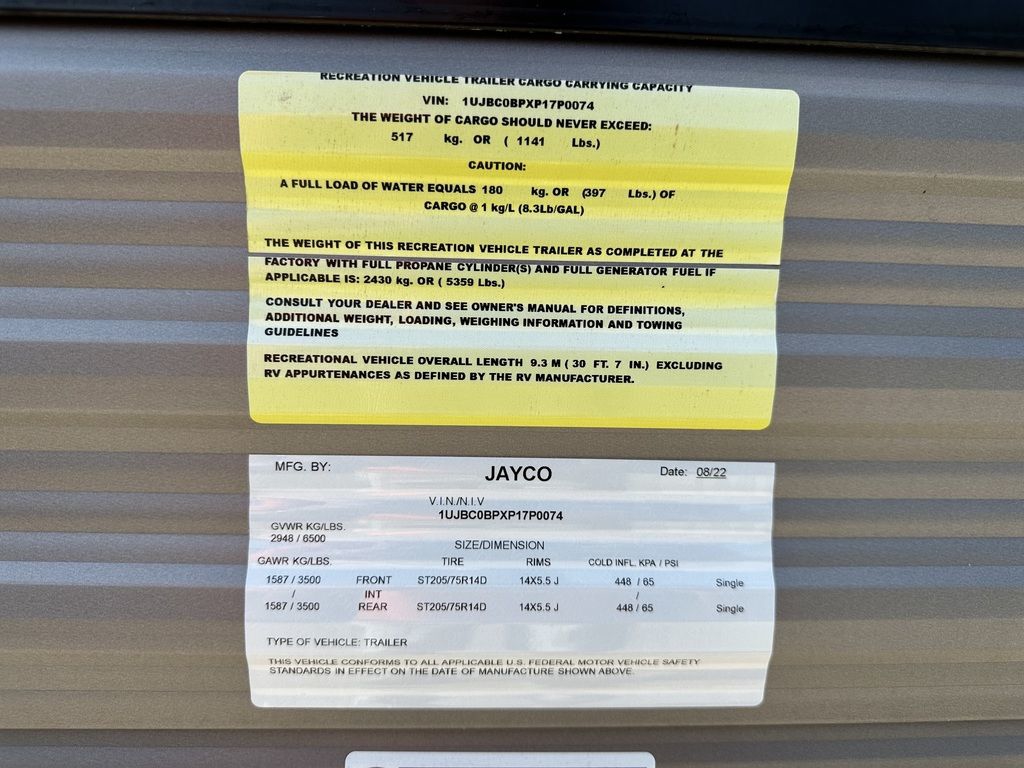 RECREATION VEHICLE TRAILER CARGO CARRYING CAPACITY
VIN: 1UJBC0BPXP17P0074
THE WEIGHT OF CARGO SHOULD NEVER EXCEED:
517 kg. OR ( 1141 Lbs.)
CAUTION:
A FULL LOAD OF WATER EQUALS 180 kg. OR (397 Lbs.) OF
CARGO @ 1 kg/L (8.3Lb/GAL)
THE WEIGHT OF THIS RECREATION VEHICLE TRAILER AS COMPLETED AT THE
FACTORY WITH FULL PROPANE CYLINDER(S) AND FULL GENERATOR FUEL IF
APPLICABLE IS: 2430 kg. OR ( 5359 Lbs.)
CONSULT YOUR DEALER AND SEE OWNER'S MANUAL FOR DEFINITIONS,
ADDITIONAL WEIGHT, LOADING, WEIGHING INFORMATION AND TOWING
GUIDELINES
RECREATIONAL VEHICLE OVERALL LENGTH 9.3 M ( 30 FT. 7 IN.) EXCLUDING
RV APPURTENANCES AS DEFINED BY THE RV MANUFACTURER.
MFG. BY: JAYCO Date: 08/22
V.I.N./N.I.V
1UJBC0BPXP17P0074
GVWR KG/LBS.
2948 / 6500
SIZE/DIMENSION
GAWR KG/LBS. TIRE RIMS COLD INFL. KPA / PSI
1587 / 3500 FRONT ST205/75R14D 14X5.5 J 448 / 65 Single
/ INT /
1587 / 3500 REAR ST205/75R14D 14X5.5 J 448 / 65 Single
TYPE OF VEHICLE: TRAILER
THIS VEHICLE CONFORMS TO ALL APPLICABLE U.S. FEDERAL MOTOR VEHICLE SAFETY
STANDARDS IN EFFECT ON THE DATE OF MANUFACTURE SHOWN ABOVE.